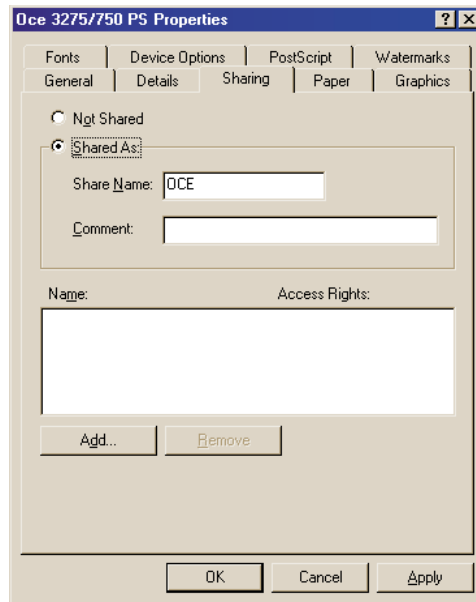 Oce 3275/750 PS Properties
Fonts Device Options PostScript Watermarks
General Details Sharing Paper Graphics
Not Shared
Shared As:
Share Name: OCE
Comment:
Name: Access Rights:
Add... Remove
OK Cancel Apply